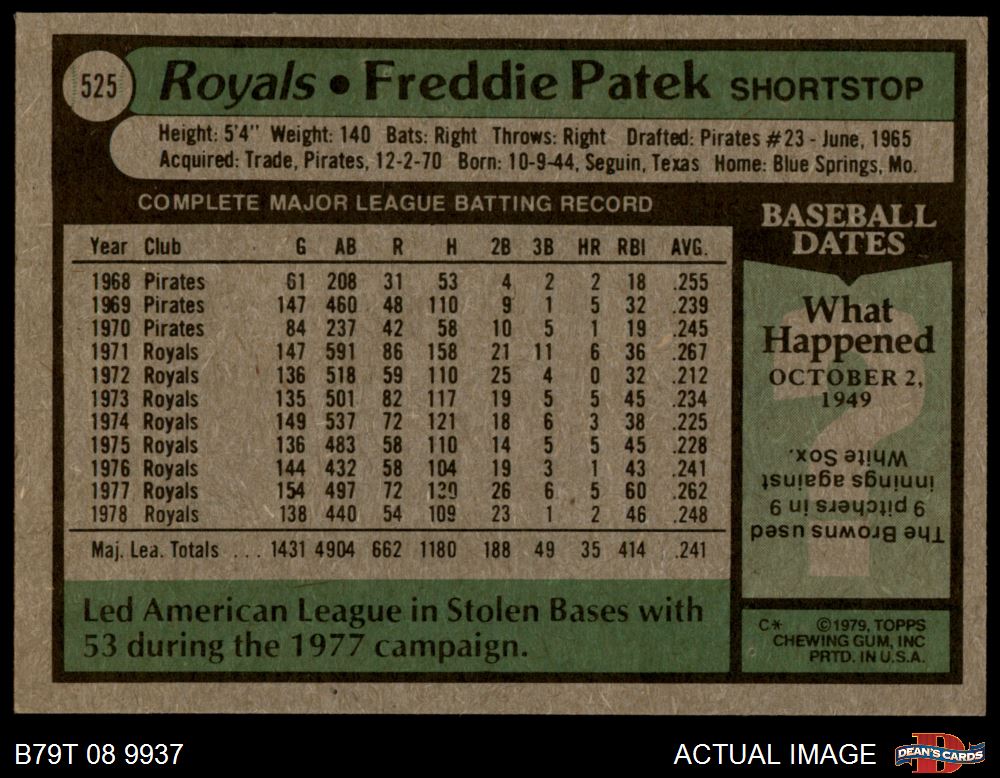 525 Royals • Freddie Patek SHORTSTOP
Height: 5'4" Weight: 140 Bats: Right Throws: Right Drafted: Pirates #23 - June, 1965
Acquired: Trade, Pirates, 12-2-70 Born: 10-9-44, Seguin, Texas Home: Blue Springs, Mo.
COMPLETE MAJOR LEAGUE BATTING RECORD
Year Club G AB R H 2B 3B HR RBI AVG.
1968 Pirates 61 208 31 53 4 2 2 18 .255
1969 Pirates 147 460 48 110 9 1 5 32 .239
1970 Pirates 84 237 42 58 10 5 1 19 .245
1971 Royals 147 591 86 158 21 11 6 36 .267
1972 Royals 136 518 59 110 25 4 0 32 .212
1973 Royals 135 501 82 117 19 5 5 45 .234
1974 Royals 149 537 72 121 18 6 3 38 .225
1975 Royals 136 483 58 110 14 5 5 45 .228
1976 Royals 144 432 58 104 19 3 1 43 .241
1977 Royals 154 497 72 130 26 6 5 60 .262
1978 Royals 138 440 54 109 23 1 2 46 .248
Maj. Lea. Totals ... 1431 4904 662 1180 188 49 35 414 .241
Led American League in Stolen Bases with
53 during the 1977 campaign.
BASEBALL
DATES
What
Happened
OCTOBER 2,
1949
The Browns used
9 pitchers in 9
innings against
White Sox.
C* ©1979, TOPPS
CHEWING GUM, INC
PRTD. IN U.S.A.
B79T 08 9937
ACTUAL IMAGE
DEAN'S CARDS